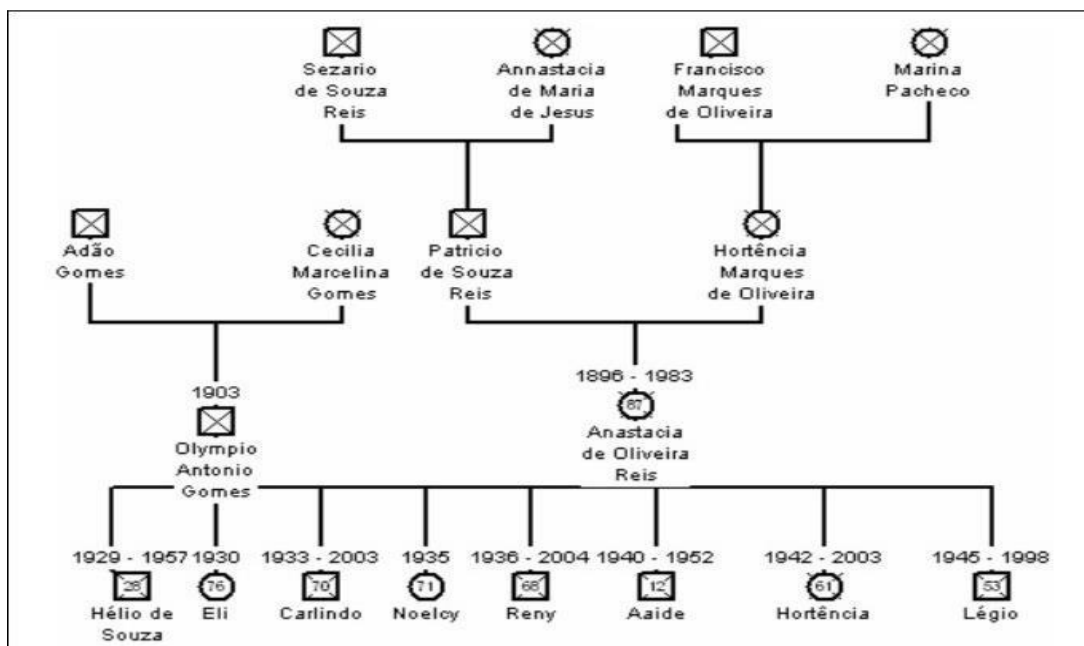 Sezario
de Souza
Reis
Annastacia
de Maria
de Jesus
Francisco
Marques
de Oliveira
Marina
Pacheco
Adão
Gomes
Cecilia
Marcelina
Gomes
Patricio
de Souza
Reis
Hortência
Marques
de Oliveira
1903
Olympio
Antonio
Gomes
1896 - 1983
87
Anastacia
de Oliveira
Reis
1929 - 1957
28
Hélio de
Souza
1930
76
Eli
1933 - 2003
70
Carlindo
1935
71
Noelcy
1936 - 2004
68
Reny
1940 - 1952
12
Aaide
1942 - 2003
61
Hortência
1945 - 1998
53
Légio